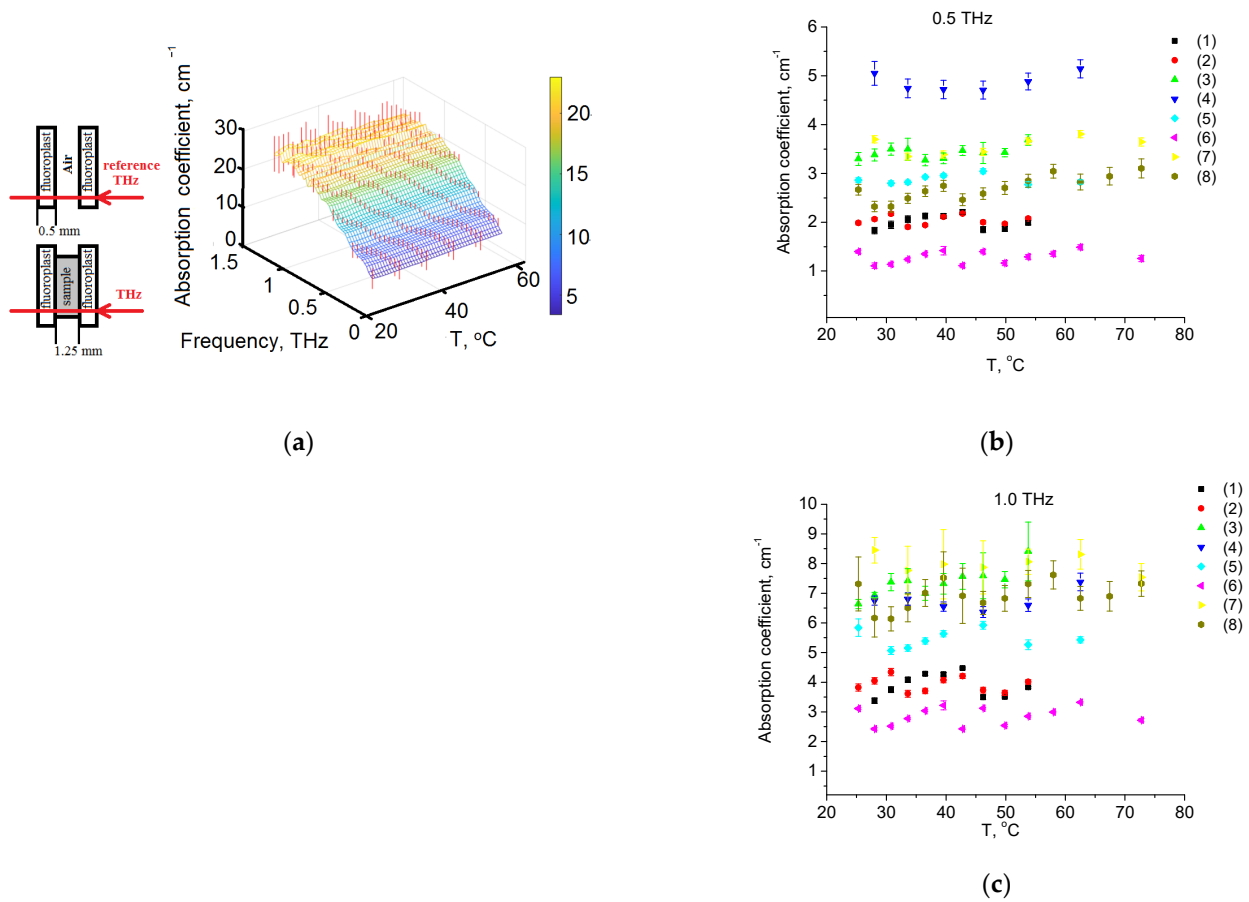 fluoroplast
Air
fluoroplast
reference
THz
0.5 mm
fluoroplast
sample
fluoroplast
THz
1.25 mm
Absorption coefficient, cm⁻¹
30
20
10
0
1.5
1
0.5
0
20
40
60
Frequency, THz
T, °C
20
15
10
5
(a)
0.5 THz
Absorption coefficient, cm⁻¹
6
5
4
3
2
1
20 30 40 50 60 70 80
T, °C
(1)
(2)
(3)
(4)
(5)
(6)
(7)
(8)
(b)
1.0 THz
Absorption coefficient, cm⁻¹
10
9
8
7
6
5
4
3
2
1
20 30 40 50 60 70 80
T, °C
(1)
(2)
(3)
(4)
(5)
(6)
(7)
(8)
(c)